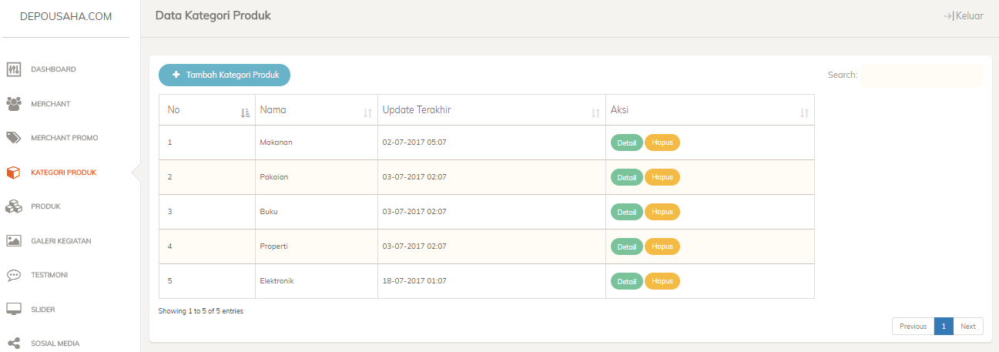 DEPOUSAHA.COM
Data Kategori Produk
Keluar
DASHBOARD
MERCHANT
MERCHANT PROMO
KATEGORI PRODUK
PRODUK
GALERI KEGIATAN
TESTIMONI
SLIDER
SOSIAL MEDIA
+ Tambah Kategori Produk
Search:
No Nama Update Terakhir Aksi
1 Makanan 02-07-2017 05:07 Detail Hapus
2 Pakaian 03-07-2017 02:07 Detail Hapus
3 Buku 03-07-2017 02:07 Detail Hapus
4 Properti 03-07-2017 02:07 Detail Hapus
5 Elektronik 18-07-2017 01:07 Detail Hapus
Showing 1 to 5 of 5 entries
Previous 1 Next